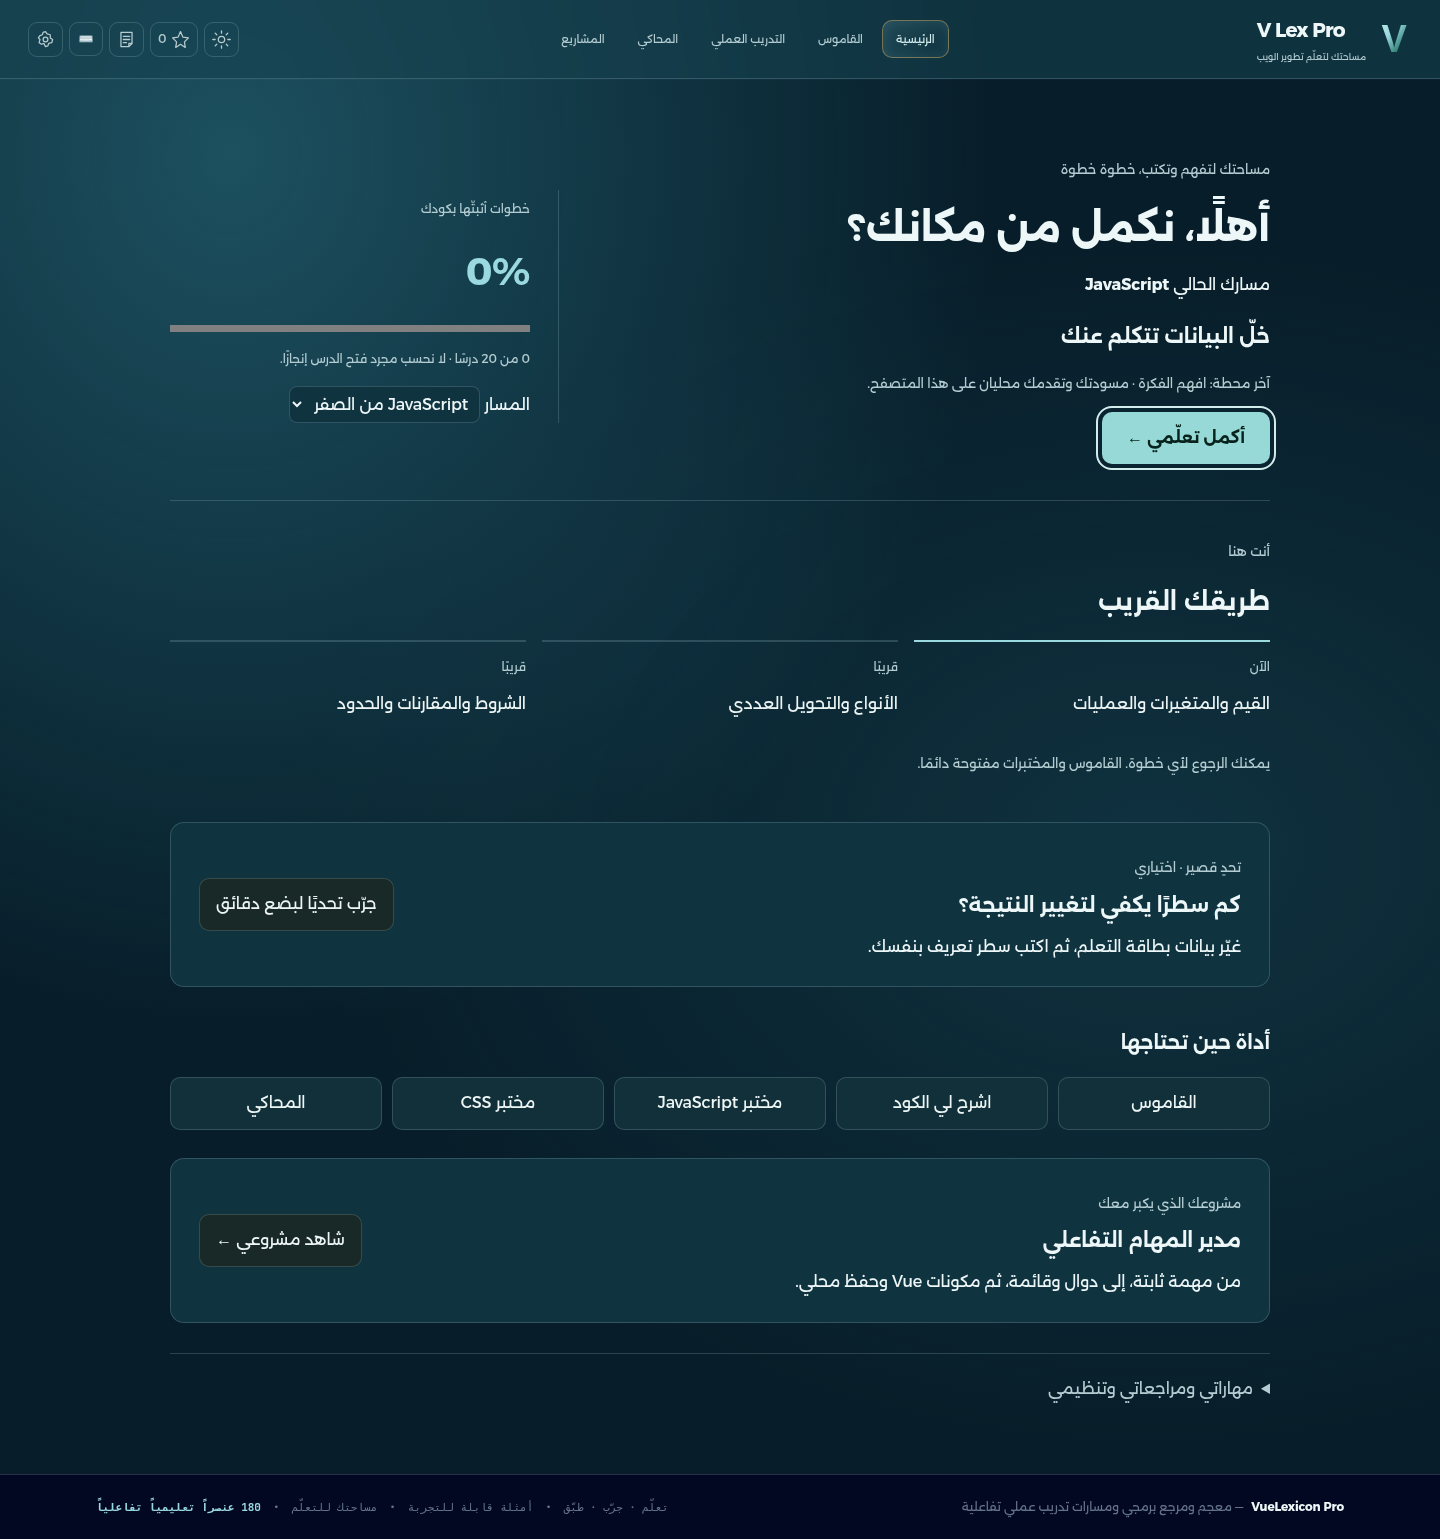 V
V Lex Pro
مساحتك لتعلّم تطوير الويب
الرئيسية
القاموس
التدريب العملي
المحاكي
المشاريع
0
مساحتك لتفهم وتكتب، خطوة خطوة
أهلًا، نكمل من مكانك؟
مسارك الحالي JavaScript
خلّ البيانات تتكلم عنك
آخر محطة: افهم الفكرة · مسودتك وتقدمك محليان على هذا المتصفح.
أكمل تعلّمي ←
خطوات أثبتّها بكودك
0%
0 من 20 درسًا · لا نحسب مجرد فتح الدرس إنجازًا.
المسار JavaScript من الصفر
أنت هنا
طريقك القريب
الآن
القيم والمتغيرات والعمليات
قريبًا
الأنواع والتحويل العددي
قريبًا
الشروط والمقارنات والحدود
يمكنك الرجوع لأي خطوة. القاموس والمختبرات مفتوحة دائمًا.
تحدٍ قصير · اختياري
كم سطرًا يكفي لتغيير النتيجة؟
غيّر بيانات بطاقة التعلم، ثم اكتب سطر تعريف بنفسك.
جرّب تحديًا لبضع دقائق
أداة حين تحتاجها
القاموس
اشرح لي الكود
مختبر JavaScript
مختبر CSS
المحاكي
مشروعك الذي يكبر معك
مدير المهام التفاعلي
من مهمة ثابتة، إلى دوال وقائمة، ثم مكونات Vue وحفظ محلي.
شاهد مشروعي ←
مهاراتي ومراجعاتي وتنظيمي
VueLexicon Pro — معجم ومرجع برمجي ومسارات تدريب عملي تفاعلية
تعلّم · جرّب · طبّق • أمثلة قابلة للتجربة • مساحتك للتعلّم • 180 عنصراً تعليمياً تفاعلياً